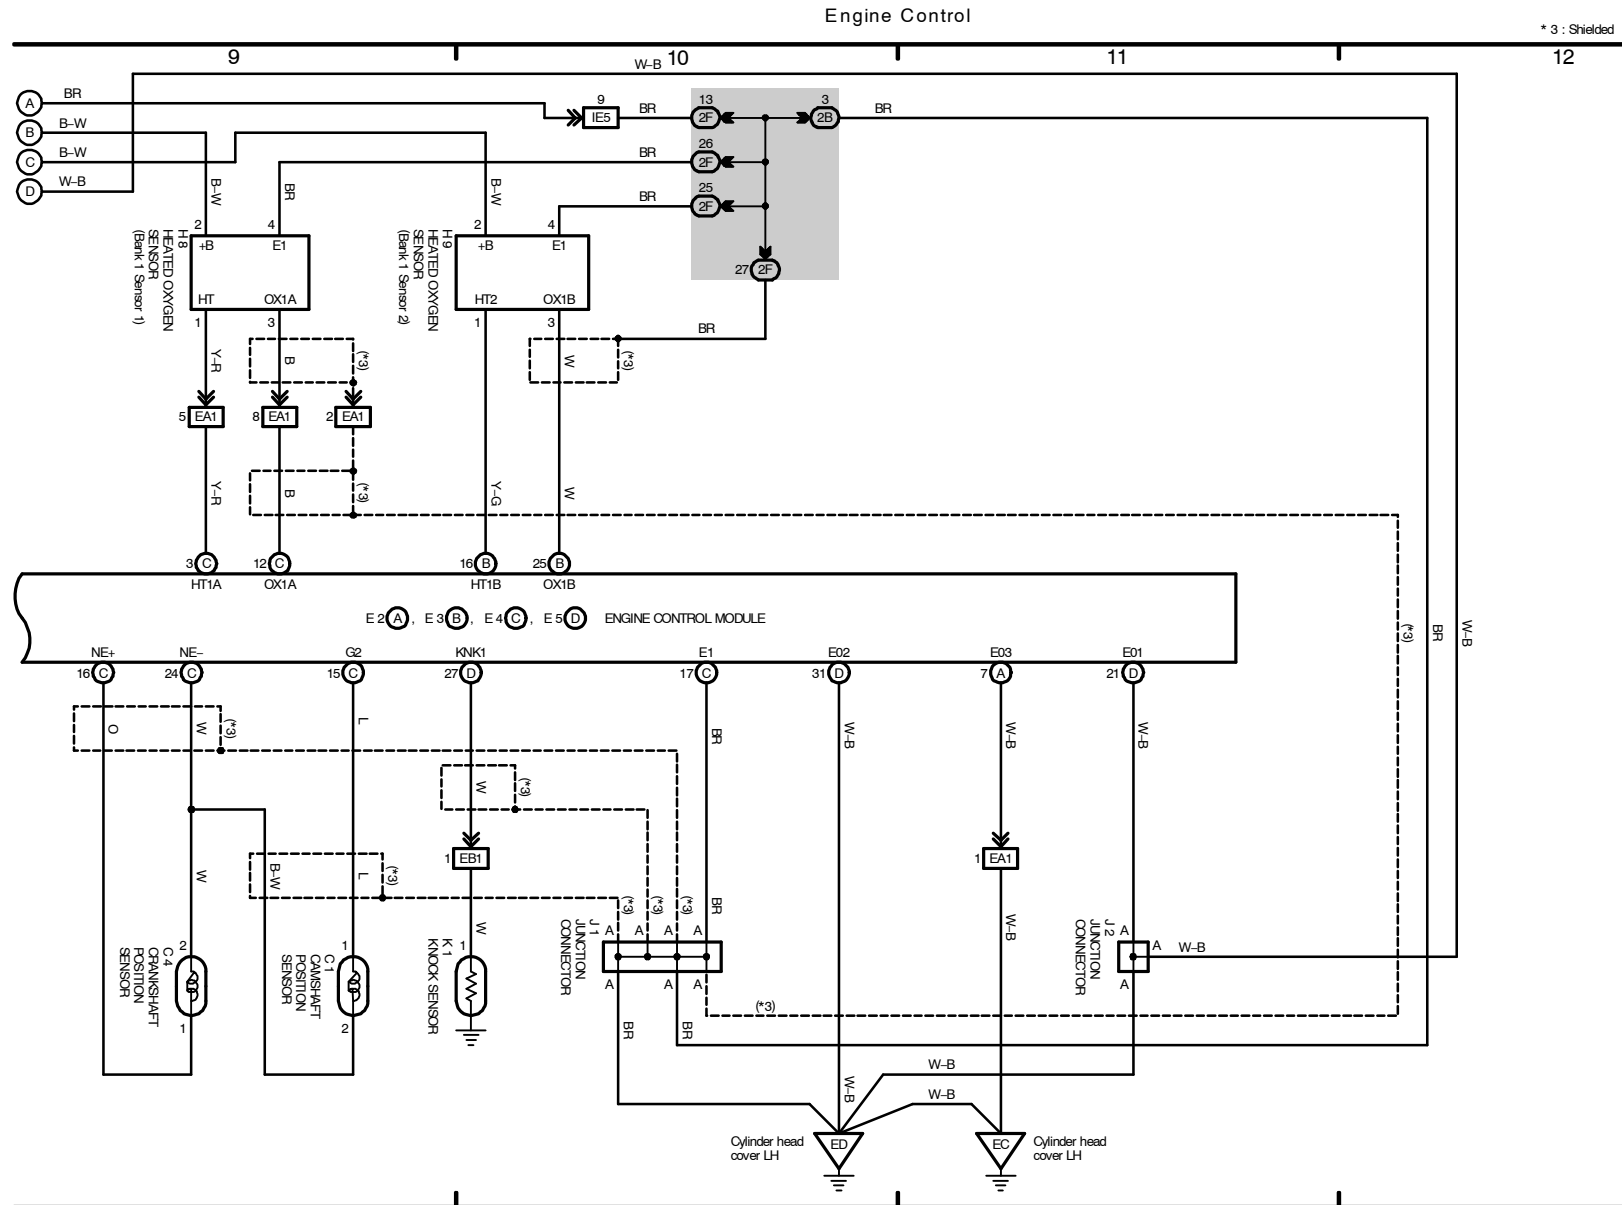 Engine Control
* 3 : Shielded
9
10
11
12
W–B
A
BR
9
IE5
BR
13
2F
3
2B
BR
B
B–W
C
B–W
BR
26
2F
D
W–B
BR
25
2F
B–W
BR
B–W
27
2F
BR
H 8
HEATED OXYGEN
SENSOR
(Bank 1 Sensor 1)
2
4
+B
E1
HT
OX1A
1
3
H 9
HEATED OXYGEN
SENSOR
(Bank 1 Sensor 2)
2
4
+B
E1
HT2
OX1B
1
3
Y–R
B
(*3)
W
(*3)
5
EA1
8
EA1
2
EA1
Y–R
B
(*3)
Y–G
W
3
C
12
C
16
B
25
B
HT1A
OX1A
HT1B
OX1B
E 2 A , E 3 B , E 4 C , E 5 D ENGINE CONTROL MODULE
(*3)
BR
W–B
NE+
NE–
G2
KNK1
E1
E02
E03
E01
16
C
24
C
15
C
27
D
17
C
31
D
7
A
21
D
O
W
(*3)
L
BR
W–B
W–B
W–B
W
(*3)
1
EB1
1
EA1
W
B–W
L
(*3)
W
(*3)
(*3)
(*3)
BR
W–B
C 4
CRANKSHAFT
POSITION
SENSOR
2
1
C 1
CAMSHAFT
POSITION
SENSOR
1
2
K 1
KNOCK SENSOR
1
J 1
JUNCTION
CONNECTOR
A
A
A
A
A
A
A
J 2
JUNCTION
CONNECTOR
A
A
A
W–B
(*3)
BR
BR
W–B
W–B
W–B
Cylinder head
cover LH
ED
EC
Cylinder head
cover LH